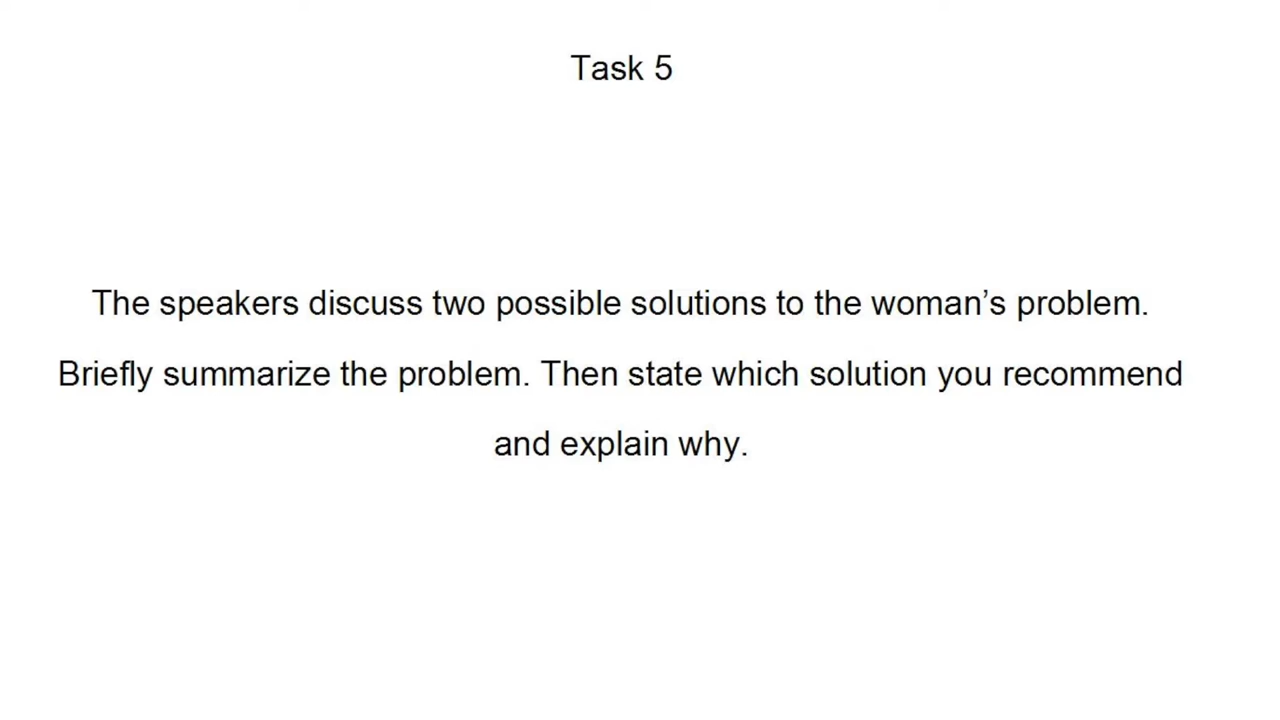 Task 5
The speakers discuss two possible solutions to the woman’s problem.
Briefly summarize the problem. Then state which solution you recommend
and explain why.